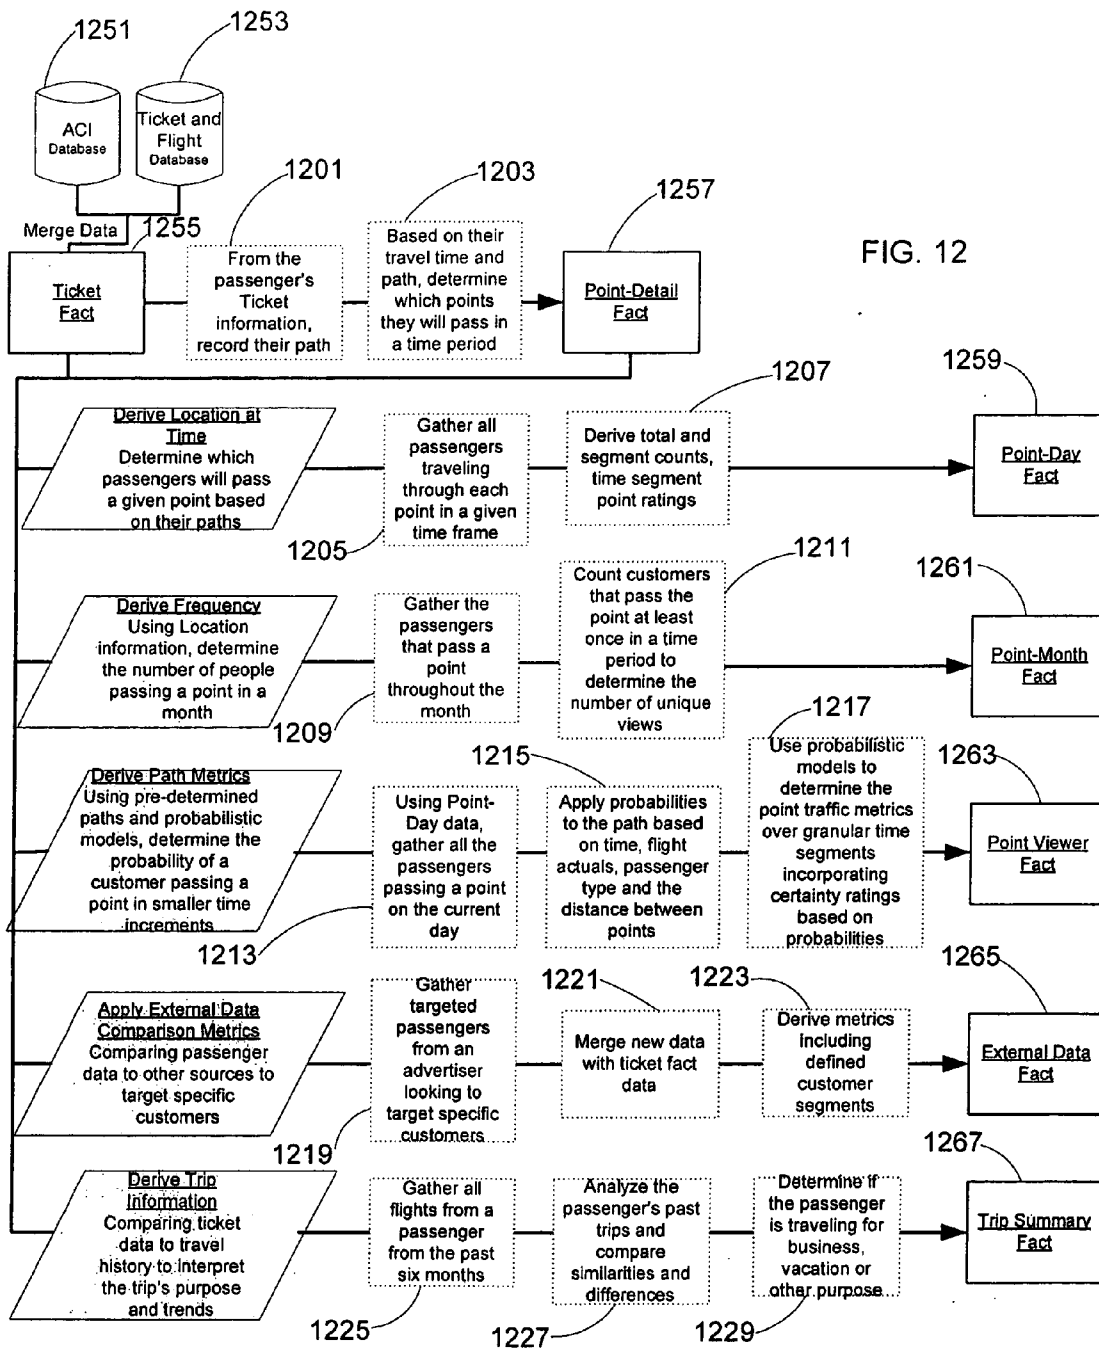 1251
1253
ACI
Database
Ticket and
Flight
Database
1201
1203
1257
Merge Data
1255
FIG. 12
Ticket
Fact
From the
passenger's
Ticket
information,
record their path
Based on their
travel time and
path, determine
which points
they will pass in
a time period
Point-Detail
Fact
1207
1259
Derive Location at
Time
Determine which
passengers will pass
a given point based
on their paths
Gather all
passengers
traveling
through each
point in a given
time frame
1205
Derive total and
segment counts,
time segment
point ratings
Point-Day
Fact
1211
1261
Derive Frequency
Using Location
information, determine
the number of people
passing a point in a
month
Gather the
passengers
that pass a
point
throughout the
month
1209
Count customers
that pass the
point at least
once in a time
period to
determine the
number of unique
views
Point-Month
Fact
1215
1217
1263
Derive Path Metrics
Using pre-determined
paths and probabilistic
models, determine the
probability of a
customer passing a
point in smaller time
increments
Using Point-
Day data,
gather all the
passengers
passing a point
on the current
day
1213
Apply probabilities
to the path based
on time, flight
actuals, passenger
type and the
distance between
points
Use probabilistic
models to
determine the
point traffic metrics
over granular time
segments
incorporating
certainty ratings
based on
probabilities
Point Viewer
Fact
1221
1223
1265
Apply External Data
Comparison Metrics
Comparing passenger
data to other sources to
target specific
customers
Gather
targeted
passengers
from an
advertiser
looking to
target specific
customers
1219
Merge new data
with ticket fact
data
Derive metrics
including
defined
customer
segments
External Data
Fact
1267
Derive Trip
Information
Comparing ticket
data to travel
history to interpret
the trip's purpose
and trends
Gather all
flights from a
passenger
from the past
six months
Analyze the
passenger's past
trips and
compare
similarities and
differences
Determine if
the passenger
is traveling for
business,
vacation or
other purpose
Trip Summary
Fact
1225
1227
1229